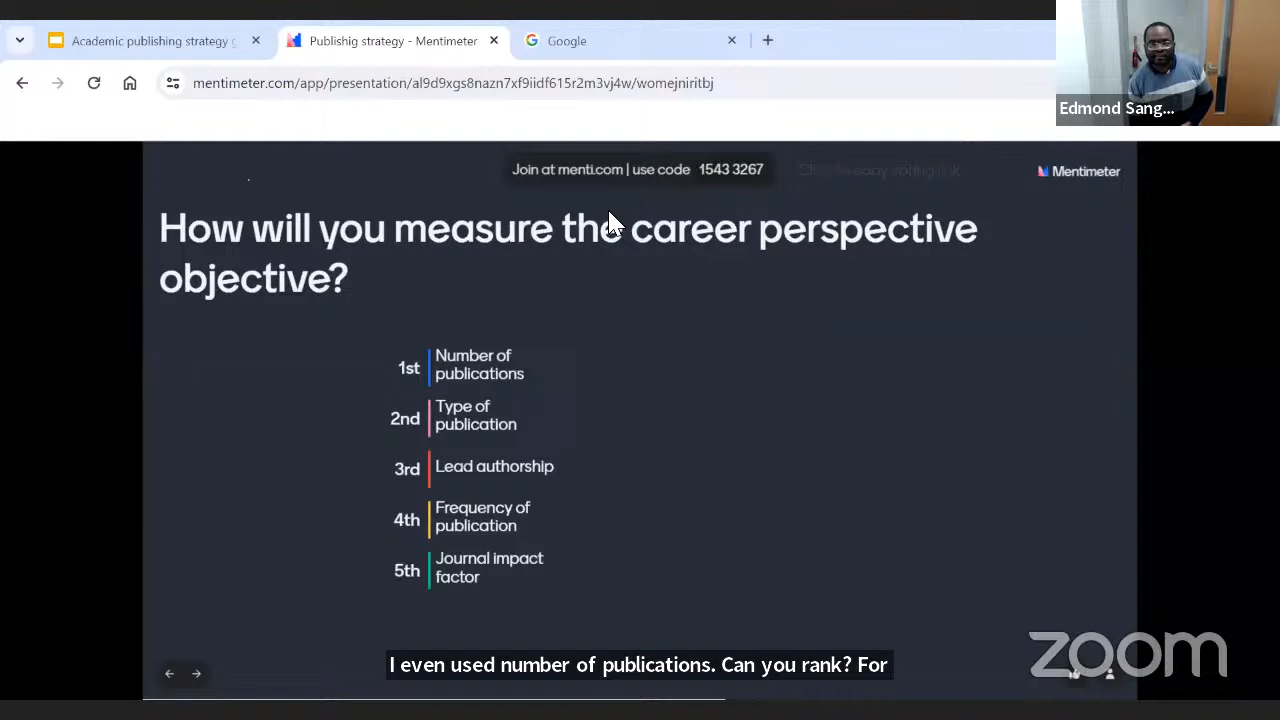 Academic publishing strategy
Publishig strategy - Mentimeter
Google
mentimeter.com/app/presentation/al9d9xgs8nazn7xf9iidf615r2m3vj4w/womejniritbj
Edmond Sang...
Join at menti.com | use code 1543 3267
Mentimeter
How will you measure the career perspective
objective?
1st
Number of
publications
2nd
Type of
publication
3rd
Lead authorship
4th
Frequency of
publication
5th
Journal impact
factor
I even used number of publications. Can you rank? For
zoom